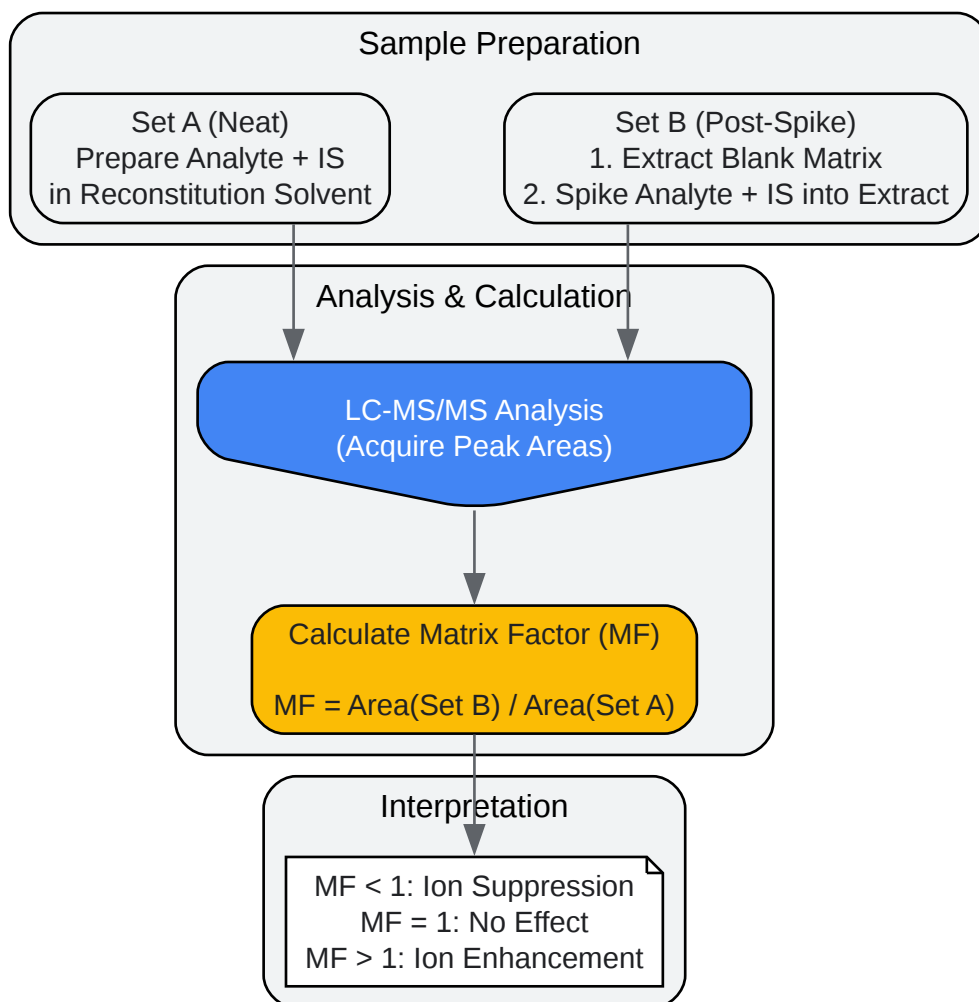 Sample Preparation
Set A (Neat)
Prepare Analyte + IS
in Reconstitution Solvent
Set B (Post-Spike)
1. Extract Blank Matrix
2. Spike Analyte + IS into Extract
Analysis & Calculation
LC-MS/MS Analysis
(Acquire Peak Areas)
Calculate Matrix Factor (MF)
MF = Area(Set B) / Area(Set A)
Interpretation
MF < 1: Ion Suppression
MF = 1: No Effect
MF > 1: Ion Enhancement